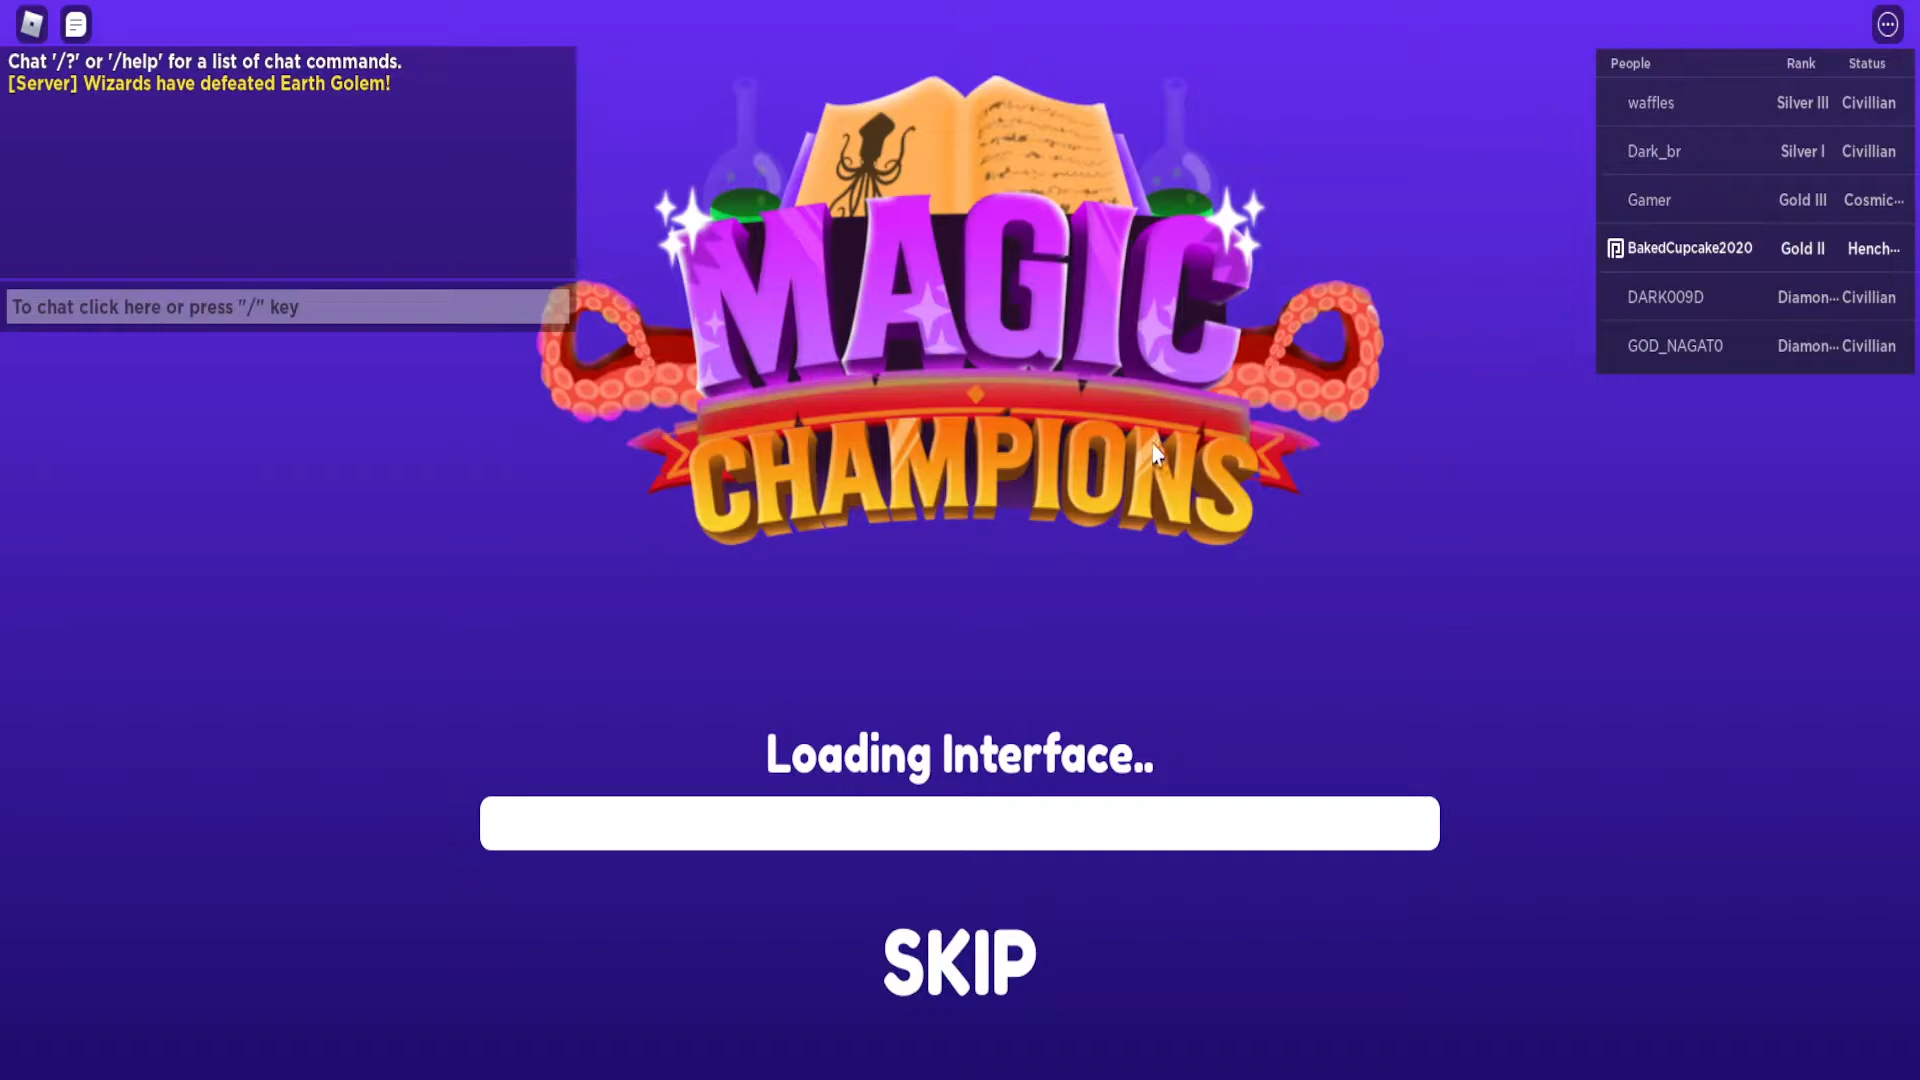 Chat '/?' or '/help' for a list of chat commands.
[Server] Wizards have defeated Earth Golem!
To chat click here or press "/" key
People Rank Status
waffles Silver III Civillian
Dark_br Silver I Civillian
Gamer Gold III Cosmic...
BakedCupcake2020 Gold II Hench...
DARK009D Diamon... Civillian
GOD_NAGAT0 Diamon... Civillian
MAGIC
CHAMPIONS
Loading Interface..
SKIP